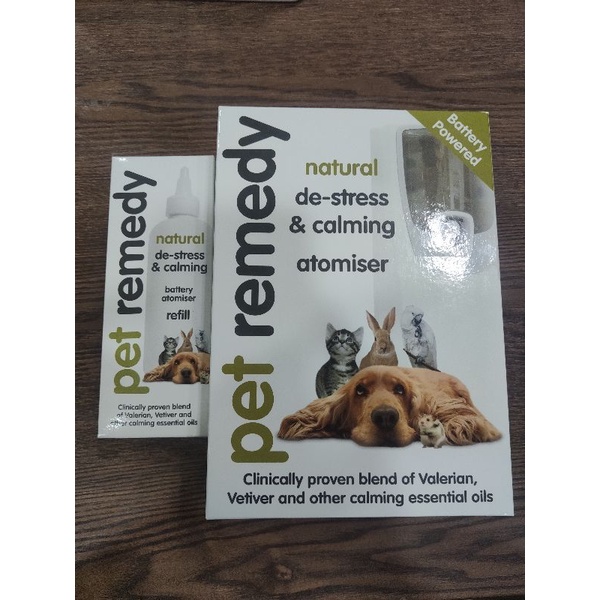 pet remedy
natural
de-stress
& calming
battery
atomiser
refill
Clinically proven blend
of Valerian, Vetiver and
other calming essential oils
pet remedy
Battery
Powered
natural
de-stress
& calming
atomiser
Clinically proven blend of Valerian,
Vetiver and other calming essential oils